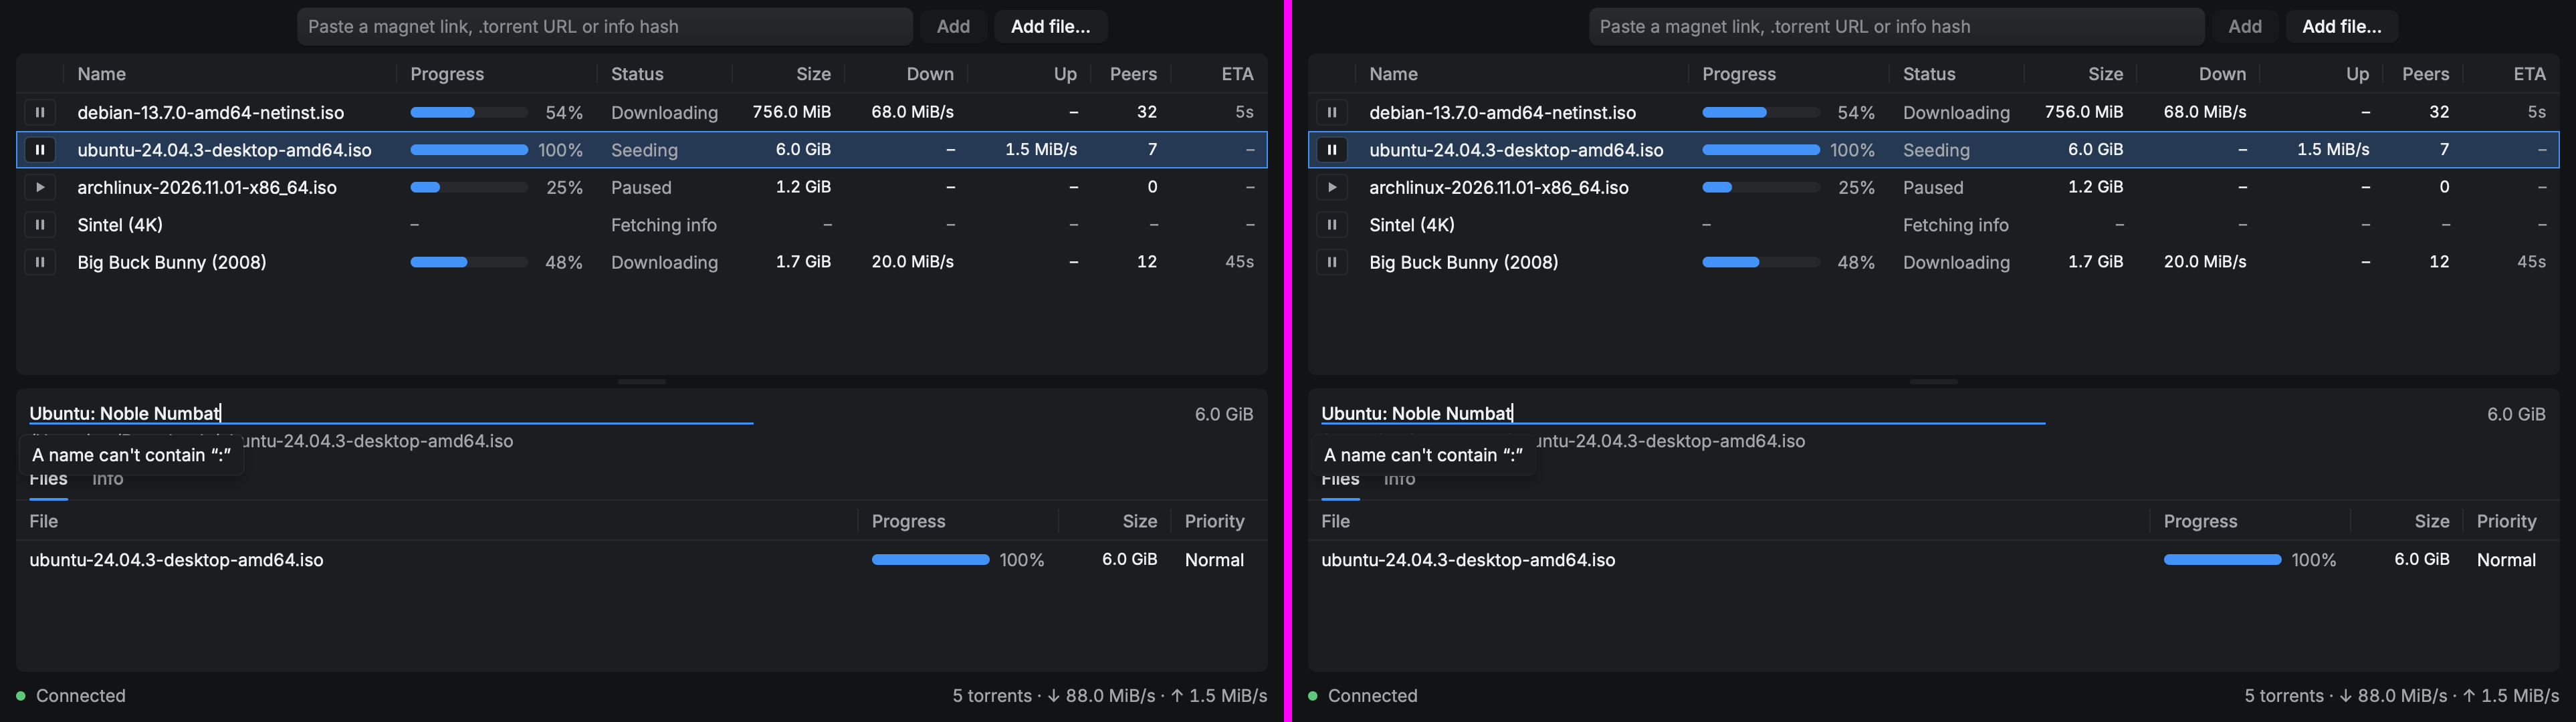 Paste a magnet link, .torrent URL or info hash Add Add file...
Name Progress Status Size Down Up Peers ETA
debian-13.7.0-amd64-netinst.iso 54% Downloading 756.0 MiB 68.0 MiB/s – 32 5s
ubuntu-24.04.3-desktop-amd64.iso 100% Seeding 6.0 GiB – 1.5 MiB/s 7 –
archlinux-2026.11.01-x86_64.iso 25% Paused 1.2 GiB – – 0 –
Sintel (4K) – Fetching info – – – – –
Big Buck Bunny (2008) 48% Downloading 1.7 GiB 20.0 MiB/s – 12 45s
Ubuntu: Noble Numbat 6.0 GiB
untu-24.04.3-desktop-amd64.iso
A name can't contain “:”
Files Info
File Progress Size Priority
ubuntu-24.04.3-desktop-amd64.iso 100% 6.0 GiB Normal
Connected 5 torrents · ↓ 88.0 MiB/s · ↑ 1.5 MiB/s
Paste a magnet link, .torrent URL or info hash Add Add file...
Name Progress Status Size Down Up Peers ETA
debian-13.7.0-amd64-netinst.iso 54% Downloading 756.0 MiB 68.0 MiB/s – 32 5s
ubuntu-24.04.3-desktop-amd64.iso 100% Seeding 6.0 GiB – 1.5 MiB/s 7 –
archlinux-2026.11.01-x86_64.iso 25% Paused 1.2 GiB – – 0 –
Sintel (4K) – Fetching info – – – – –
Big Buck Bunny (2008) 48% Downloading 1.7 GiB 20.0 MiB/s – 12 45s
Ubuntu: Noble Numbat 6.0 GiB
untu-24.04.3-desktop-amd64.iso
A name can't contain “:”
Files Info
File Progress Size Priority
ubuntu-24.04.3-desktop-amd64.iso 100% 6.0 GiB Normal
Connected 5 torrents · ↓ 88.0 MiB/s · ↑ 1.5 MiB/s